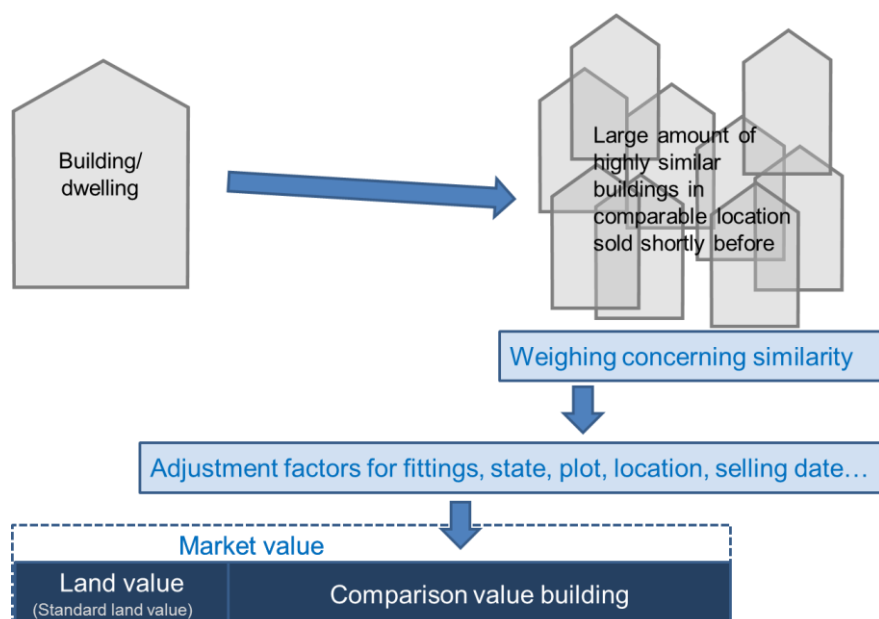 Building/
dwelling
Large amount of
highly similar
buildings in
comparable location
sold shortly before
Weighing concerning similarity
Adjustment factors for fittings, state, plot, location, selling date…
Market value
Land value
(Standard land value)
Comparison value building